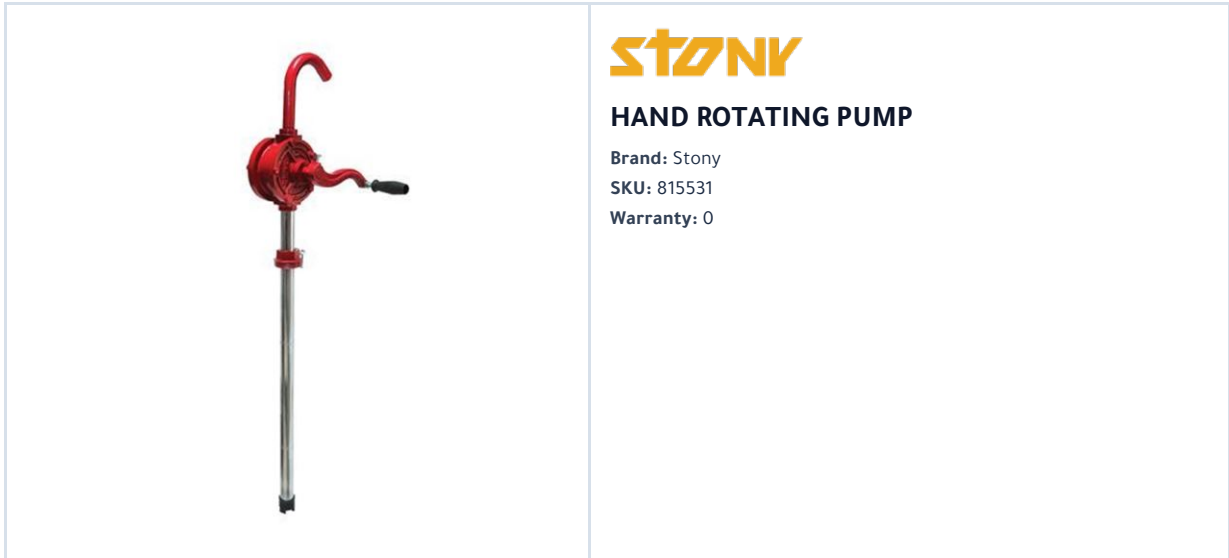 STONY
HAND ROTATING PUMP
Brand: Stony
SKU: 815531
Warranty: 0